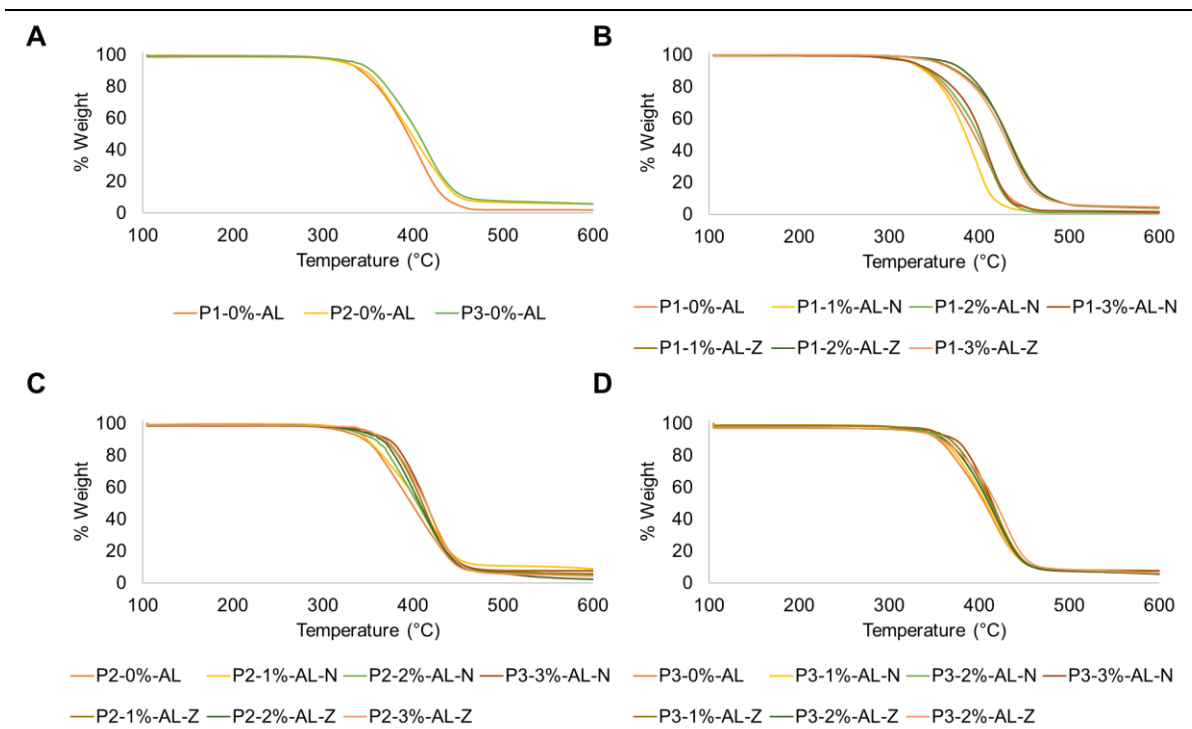 A
100
80
60
40
20
0
% Weight
100 200 300 400 500 600
Temperature (°C)
P1-0%-AL P2-0%-AL P3-0%-AL
B
100
80
60
40
20
0
% Weight
100 200 300 400 500 600
Temperature (°C)
P1-0%-AL P1-1%-AL-N P1-2%-AL-N P1-3%-AL-N
P1-1%-AL-Z P1-2%-AL-Z P1-3%-AL-Z
C
100
80
60
40
20
0
% Weight
100 200 300 400 500 600
Temperature (°C)
P2-0%-AL P2-1%-AL-N P2-2%-AL-N P3-3%-AL-N
P2-1%-AL-Z P2-2%-AL-Z P2-3%-AL-Z
D
100
80
60
40
20
0
% Weight
100 200 300 400 500 600
Temperature (°C)
P3-0%-AL P3-1%-AL-N P3-2%-AL-N P3-3%-AL-N
P3-1%-AL-Z P3-2%-AL-Z P3-2%-AL-Z